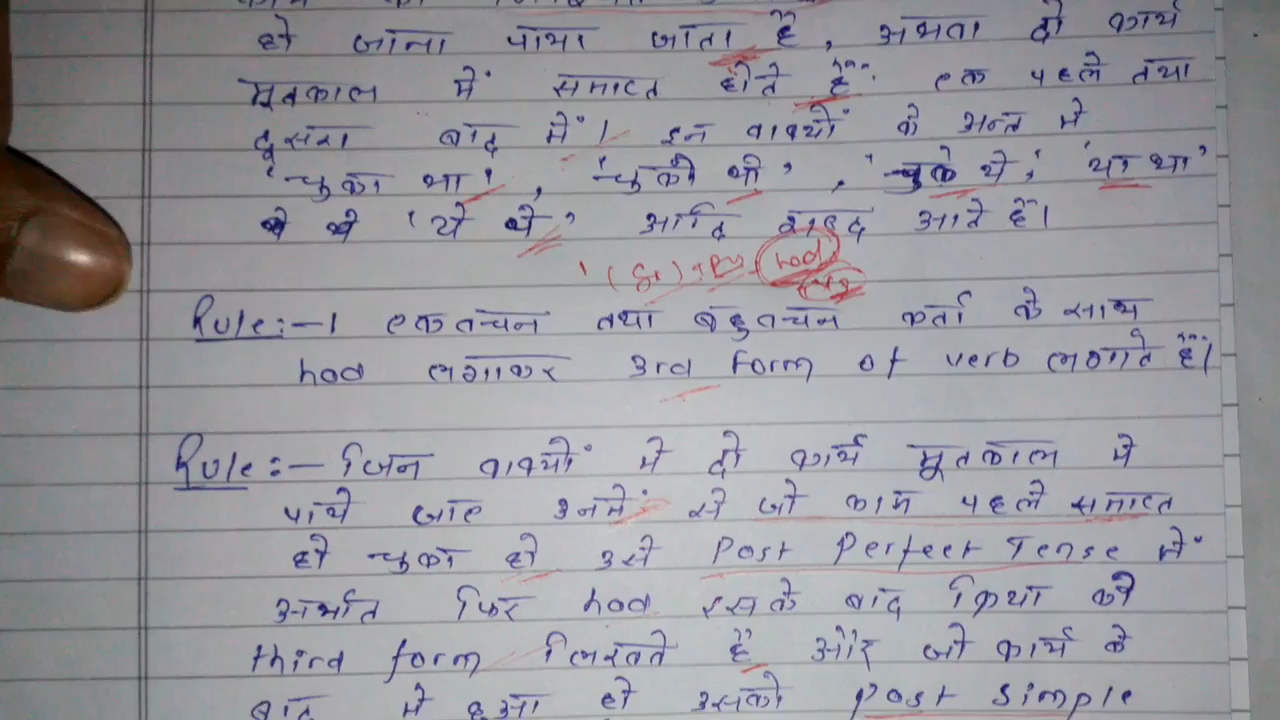 हो जाना पाया जाता है, अथवा दो कार्य
भूतकाल में समाप्त होते हैं। एक पहले तथा
दूसरा बाद में। इन वाक्यों के अन्त में
'चुका था', 'चुकी थी', 'चुके थे', 'या था'
'ये थे' आदि शब्द आते हैं।
had
Rule:-1 एकवचन तथा बहुवचन कर्ता के साथ
had लगाकर 3rd form of verb लगाते हैं।
Rule:- जिन वाक्यों में दो कार्य भूतकाल में
पाये जाए उनमें से जो काम पहले समाप्त
हो चुका हो उसे Past Perfect Tense में
अर्थात फिर had इसके बाद क्रिया की
third form लिखते है और जो कार्य के
बाद में हुआ हो उसको Past Simple